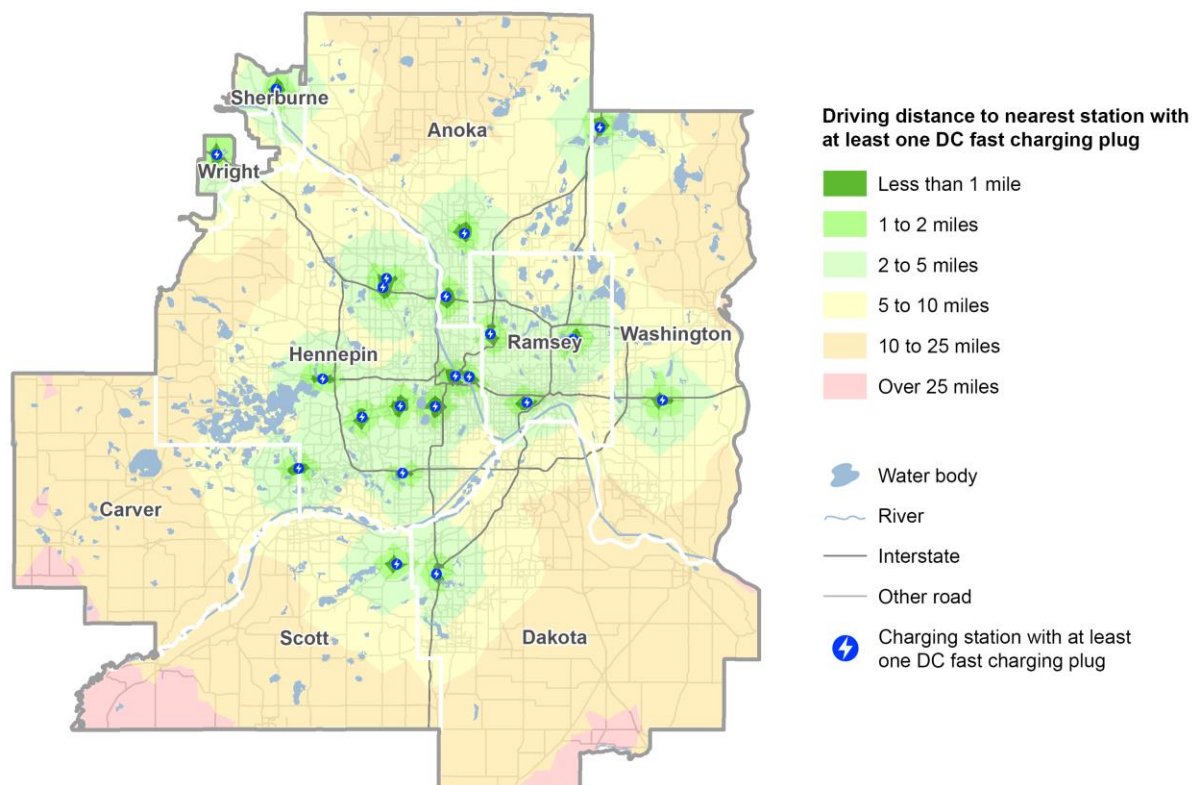 Sherburne
Anoka
Wright
Hennepin
Ramsey
Washington
Carver
Scott
Dakota
Driving distance to nearest station with
at least one DC fast charging plug
Less than 1 mile
1 to 2 miles
2 to 5 miles
5 to 10 miles
10 to 25 miles
Over 25 miles
Water body
River
Interstate
Other road
Charging station with at least
one DC fast charging plug